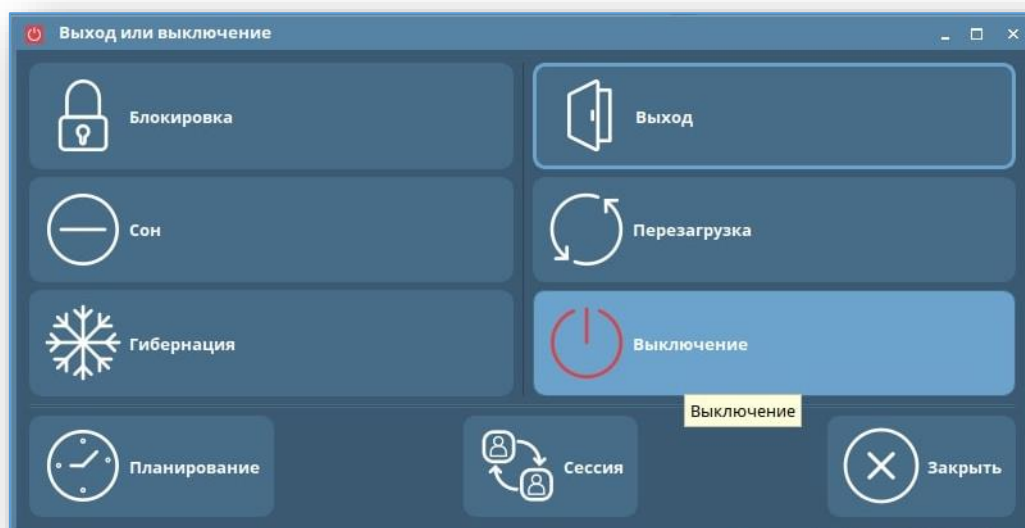 Выход или выключение
Блокировка
Выход
Сон
Перезагрузка
Гибернация
Выключение
Выключение
Планирование
Сессия
Закрыть